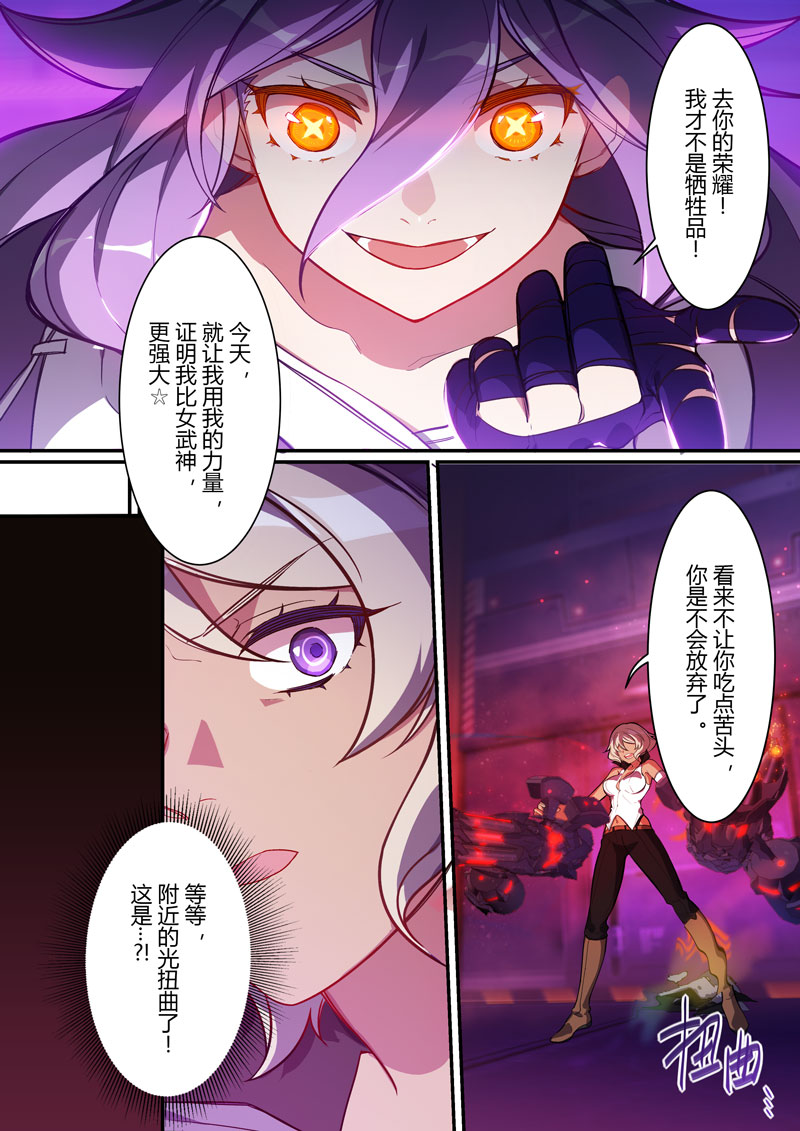 去你的荣耀！
我才不是牺牲品！
今天，
就让我用我的力量，
证明我比女武神，
更强大☆
看来不让你吃点苦头，
你是不会放弃了。
扭曲
等等，
附近的光扭曲了！
这是…?!